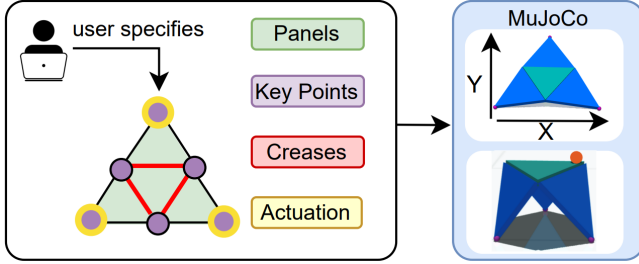 user specifies
Panels
Key Points
Creases
Actuation
MuJoCo
Y
X